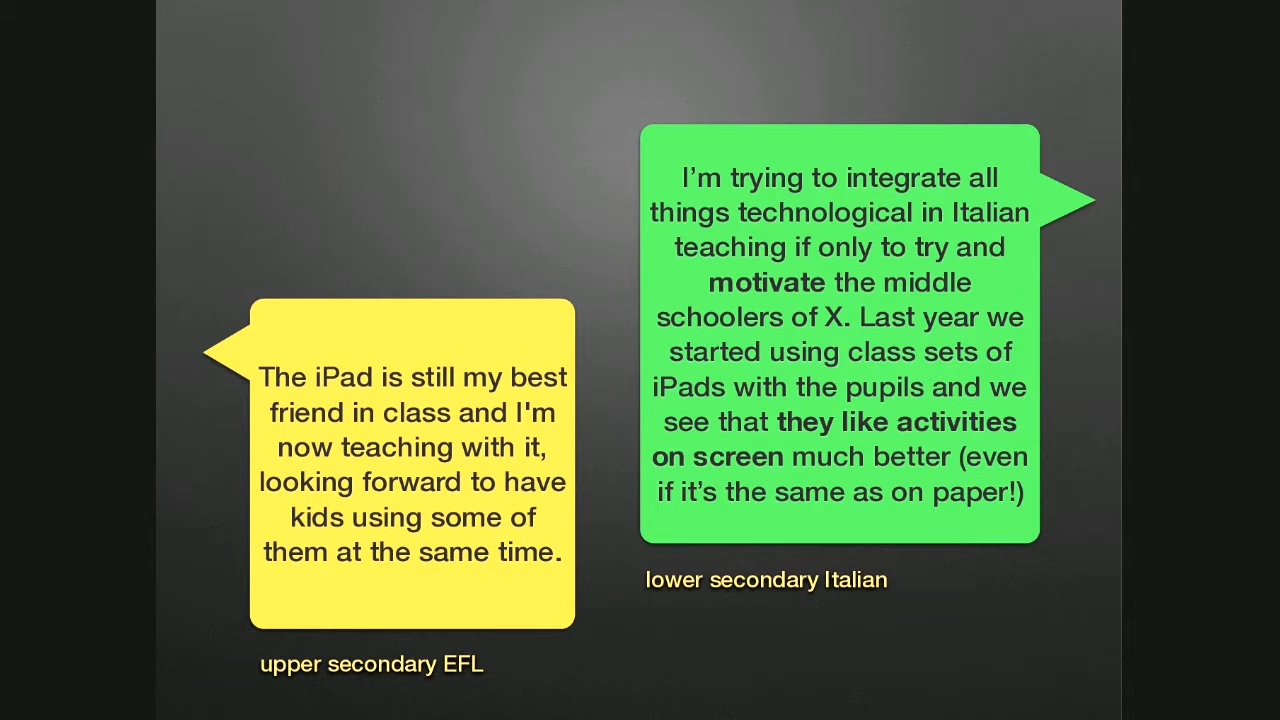 The iPad is still my best
friend in class and I'm
now teaching with it,
looking forward to have
kids using some of
them at the same time.
upper secondary EFL
I’m trying to integrate all
things technological in Italian
teaching if only to try and
motivate the middle
schoolers of X. Last year we
started using class sets of
iPads with the pupils and we
see that they like activities
on screen much better (even
if it’s the same as on paper!)
lower secondary Italian